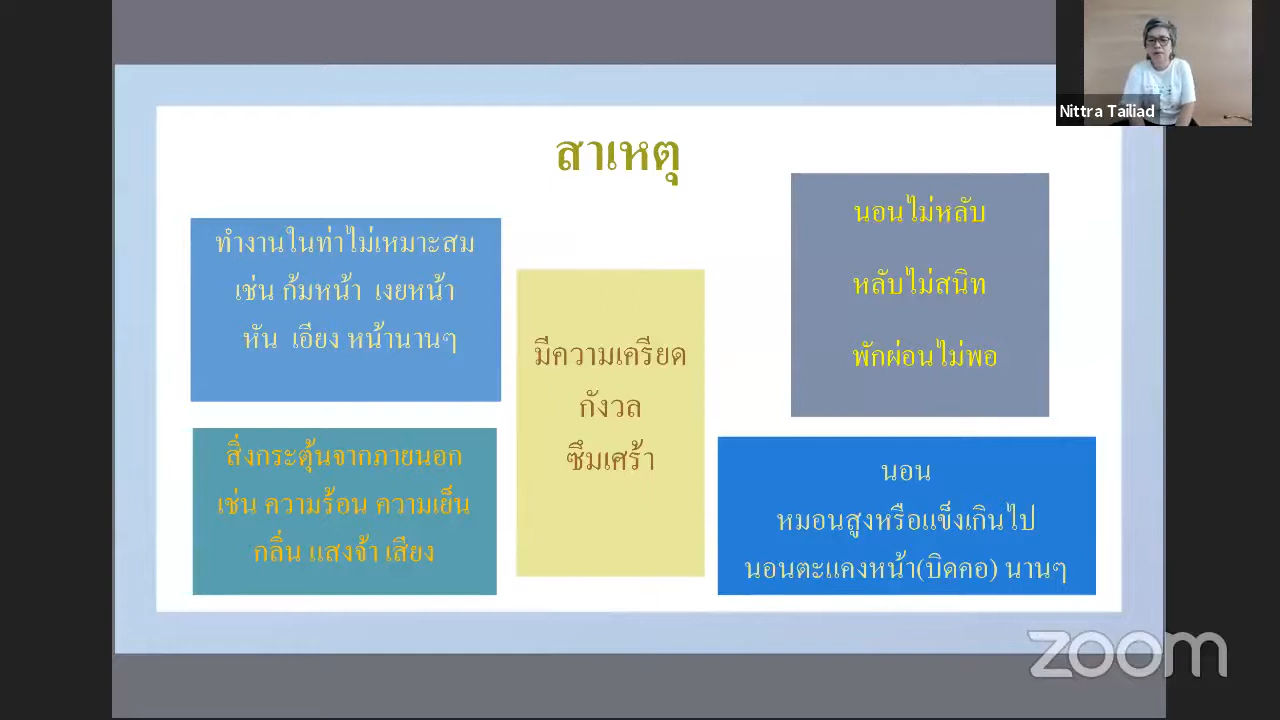 Nittra Tailiad
สาเหตุ
ทำงานในท่าไม่เหมาะสม
เช่น ก้มหน้า เงยหน้า
หัน เอียง หน้านานๆ
สิ่งกระตุ้นจากภายนอก
เช่น ความร้อน ความเย็น
กลิ่น แสงจ้า เสียง
มีความเครียด
กังวล
ซึมเศร้า
นอนไม่หลับ
หลับไม่สนิท
พักผ่อนไม่พอ
นอน
หมอนสูงหรือแข็งเกินไป
นอนตะแคงหน้า(บิดคอ) นานๆ
zoom